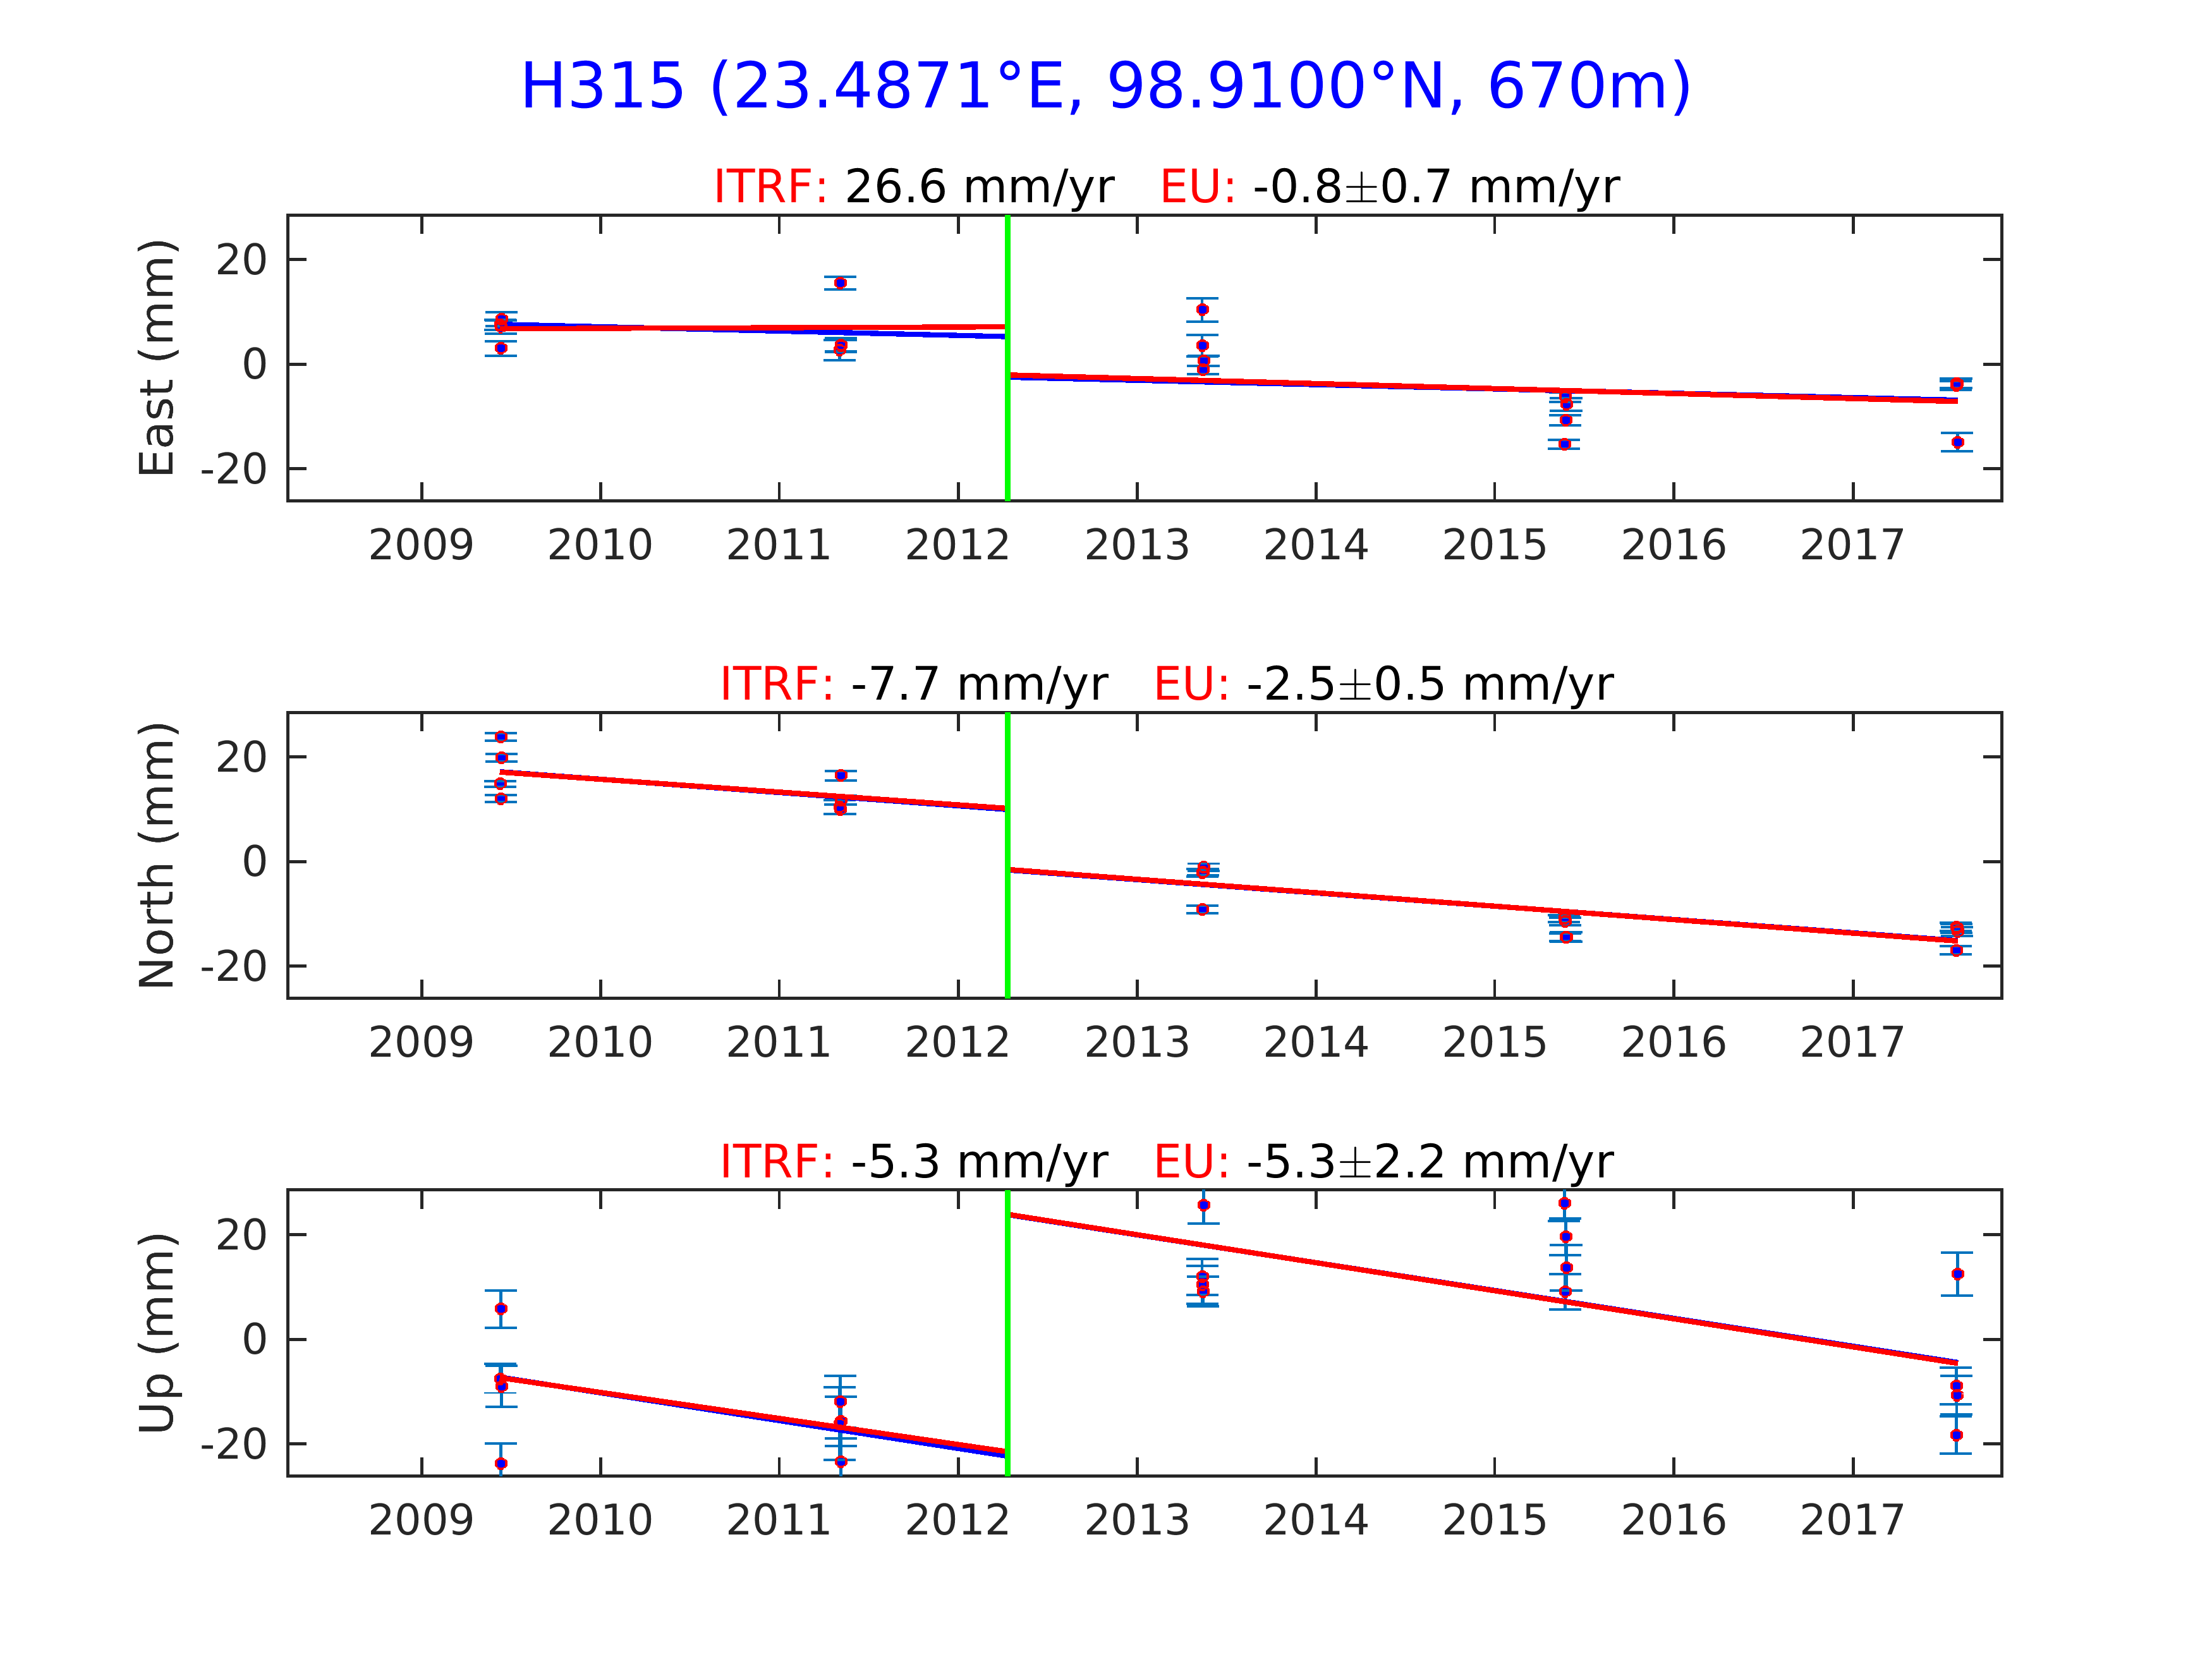 H315 (23.4871°E, 98.9100°N, 670m)
ITRF: 26.6 mm/yr EU: -0.8±0.7 mm/yr
East (mm)
20
0
-20
2009 2010 2011 2012 2013 2014 2015 2016 2017
ITRF: -7.7 mm/yr EU: -2.5±0.5 mm/yr
North (mm)
20
0
-20
2009 2010 2011 2012 2013 2014 2015 2016 2017
ITRF: -5.3 mm/yr EU: -5.3±2.2 mm/yr
Up (mm)
20
0
-20
2009 2010 2011 2012 2013 2014 2015 2016 2017